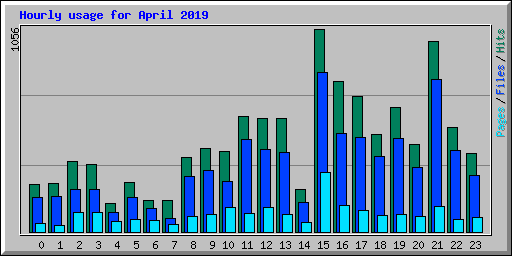 Hourly usage for April 2019
1056
Pages / Files / Hits
0 1 2 3 4 5 6 7 8 9 10 11 12 13 14 15 16 17 18 19 20 21 22 23